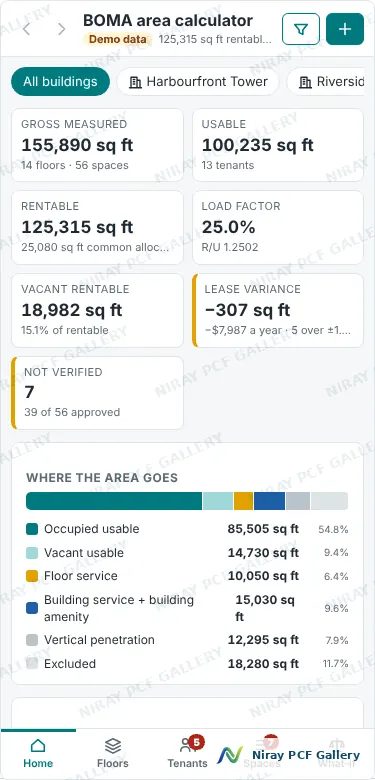 BOMA area calculator
Demo data 125,315 sq ft rentabl...
All buildings
Harbourfront Tower
Riversid
GROSS MEASURED
155,890 sq ft
14 floors · 56 spaces
USABLE
100,235 sq ft
13 tenants
RENTABLE
125,315 sq ft
25,080 sq ft common alloc...
LOAD FACTOR
25.0%
R/U 1.2502
VACANT RENTABLE
18,982 sq ft
15.1% of rentable
LEASE VARIANCE
−307 sq ft
−$7,987 a year · 5 over ±1....
NOT VERIFIED
7
39 of 56 approved
WHERE THE AREA GOES
Occupied usable 85,505 sq ft 54.8%
Vacant usable 14,730 sq ft 9.4%
Floor service 10,050 sq ft 6.4%
Building service + building amenity 15,030 sq ft 9.6%
Vertical penetration 12,295 sq ft 7.9%
Excluded 18,280 sq ft 11.7%
Home
Floors
5
Tenants
7
Spaces
What-if
Niray PCF Gallery
NIRAY PCF GALLERY